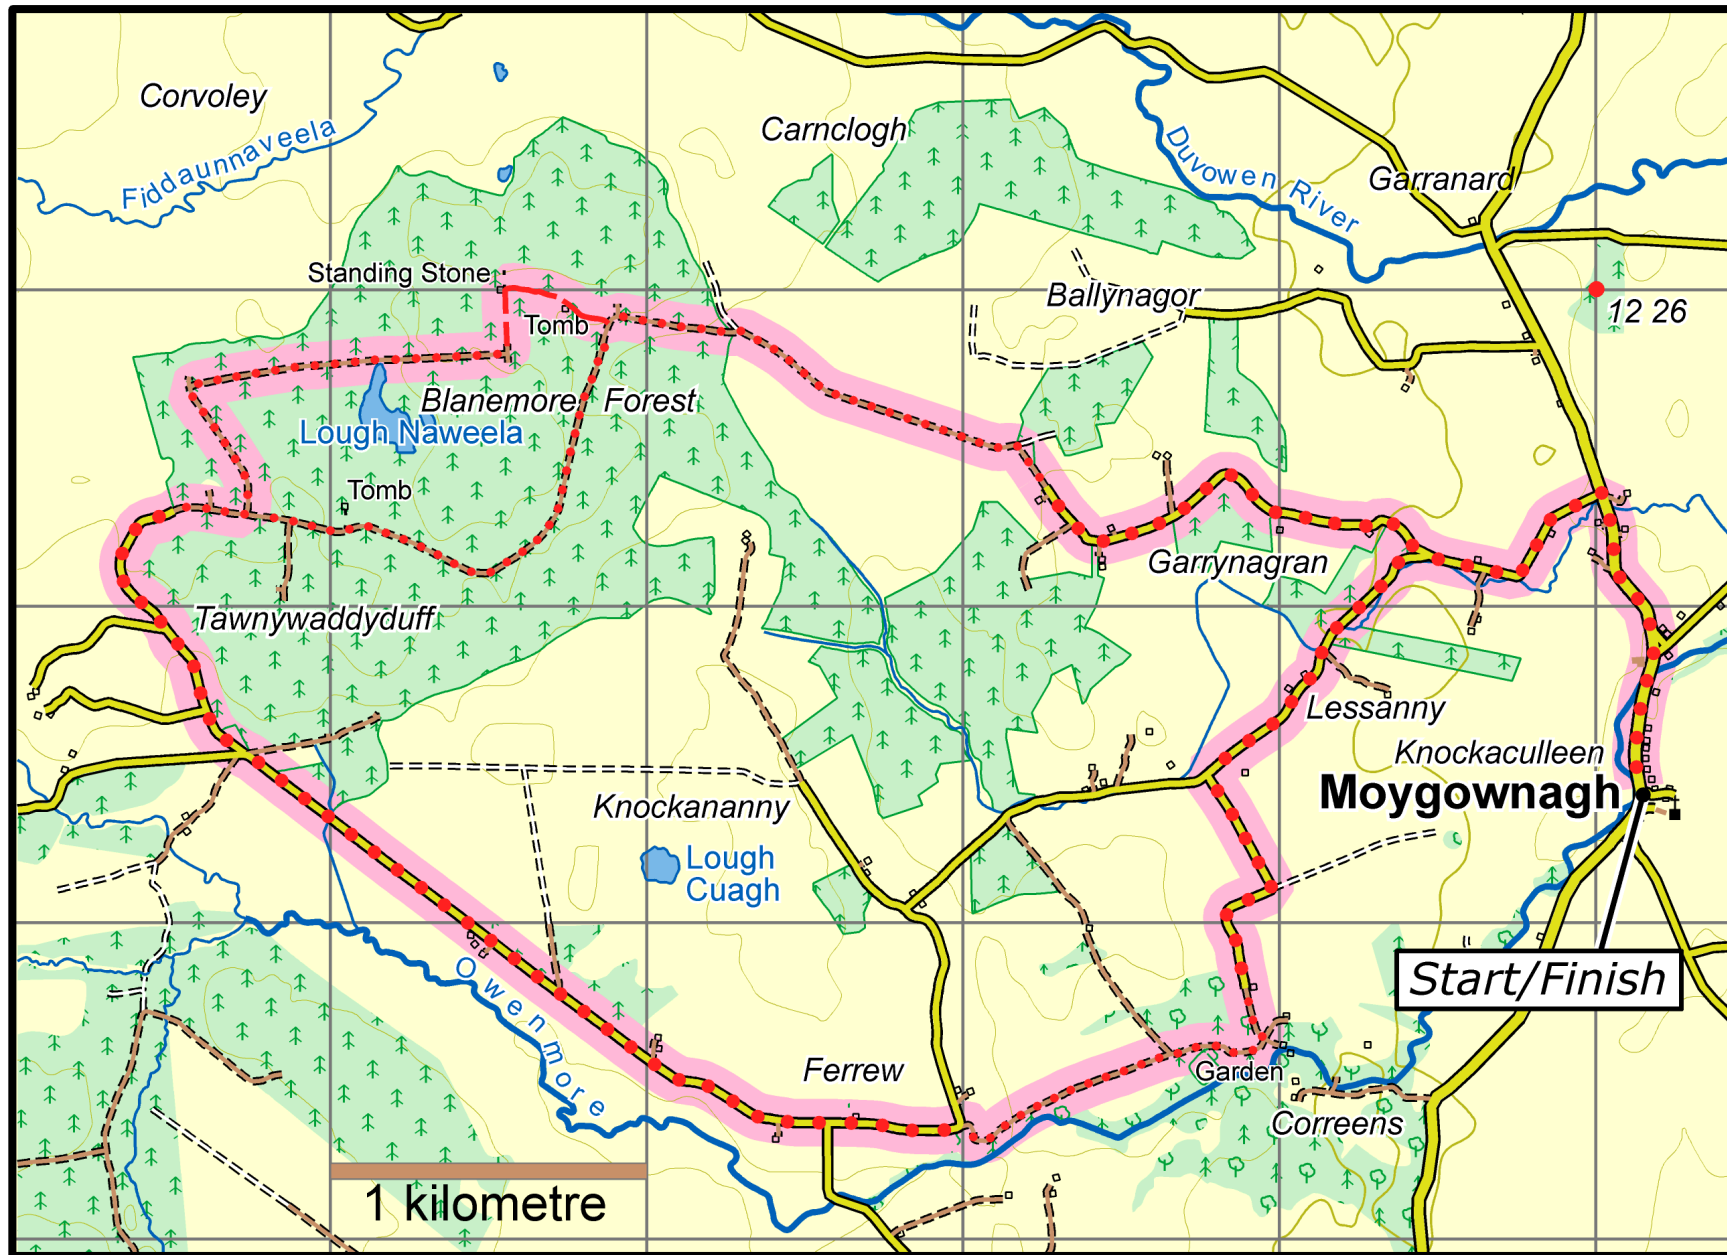 Corvoley
Fiddaunnaveela
Carnclogh
Duvowen River
Garranard
Standing Stone
Tomb
Ballynagor
12 26
Blanemore Forest
Lough Naweela
Tomb
Garrynagran
Tawnywaddyduff
Lessanny
Knockaculleen
Moygownagh
Knockananny
Lough
Cuagh
Owenmore
Start/Finish
Ferrew
Garden
Correens
1 kilometre